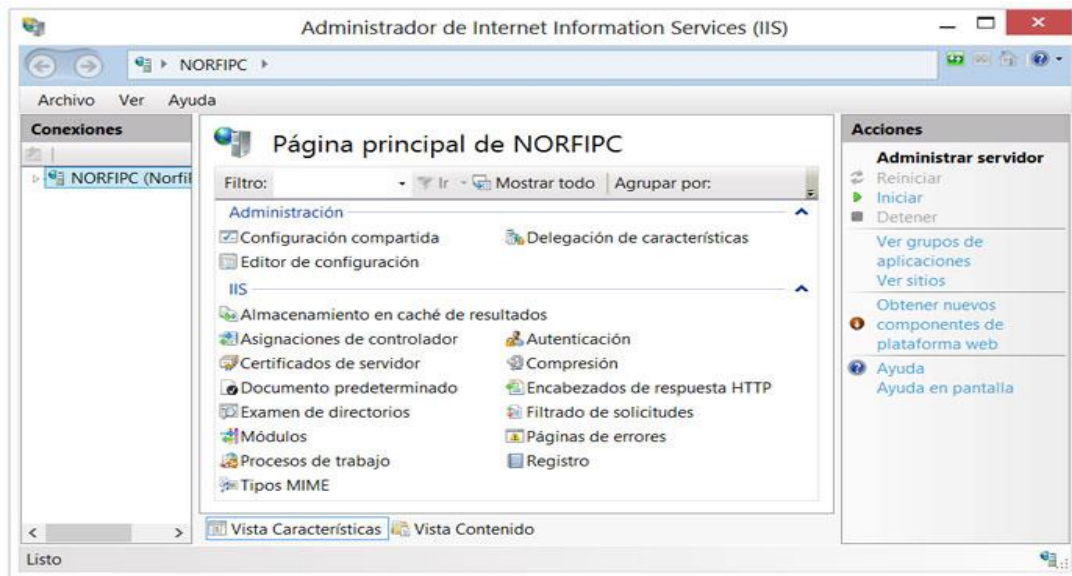 Administrador de Internet Information Services (IIS)
NORFIPC
Archivo Ver Ayuda
Conexiones
NORFIPC (Norfil
Página principal de NORFIPC
Filtro: Ir Mostrar todo Agrupar por:
Administración
Configuración compartida Delegación de características
Editor de configuración
IIS
Almacenamiento en caché de resultados
Asignaciones de controlador Autenticación
Certificados de servidor Compresión
Documento predeterminado Encabezados de respuesta HTTP
Examen de directorios Filtrado de solicitudes
Módulos Páginas de errores
Procesos de trabajo Registro
Tipos MIME
Vista Características Vista Contenido
Acciones
Administrar servidor
Reiniciar
Iniciar
Detener
Ver grupos de
aplicaciones
Ver sitios
Obtener nuevos
componentes de
plataforma web
Ayuda
Ayuda en pantalla
Listo